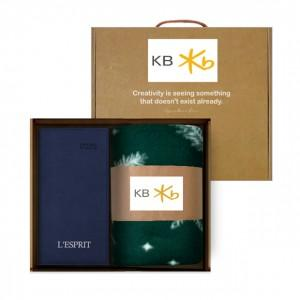 KB
Creativity is seeing something
that doesn't exist already.
KB
L'ESPRIT